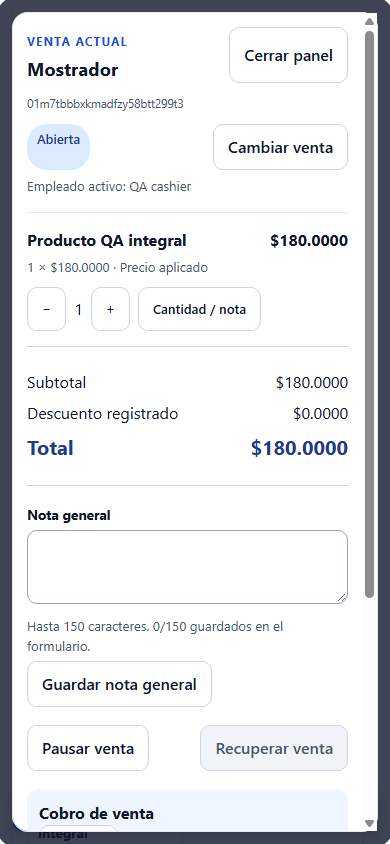 VENTA ACTUAL
Mostrador
Cerrar panel
01m7tbbbxkmadfzy58btt299t3
Abierta
Cambiar venta
Empleado activo: QA cashier
Producto QA integral $180.0000
1 × $180.0000 · Precio aplicado
− 1 + Cantidad / nota
Subtotal $180.0000
Descuento registrado $0.0000
Total $180.0000
Nota general
Hasta 150 caracteres. 0/150 guardados en el
formulario.
Guardar nota general
Pausar venta Recuperar venta
Cobro de venta
integral